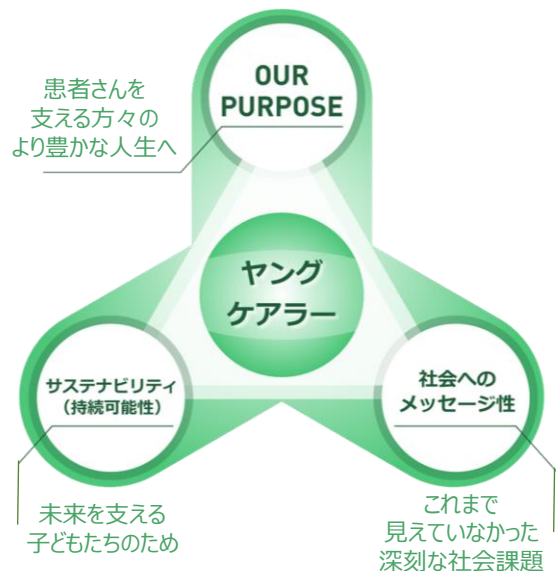 OUR
PURPOSE
患者さんを
支える方々の
より豊かな人生へ
ヤング
ケアラー
サステナビリティ
（持続可能性）
未来を支える
子どもたちのため
社会への
メッセージ性
これまで
見えていなかった
深刻な社会課題